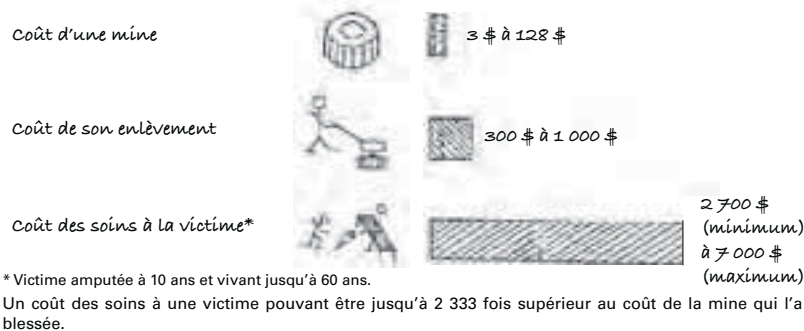 Coût d'une mine
3 $ à 128 $
Coût de son enlèvement
300 $ à 1 000 $
Coût des soins à la victime*
2 700 $
(minimum)
à 7 000 $
(maximum)
* Victime amputée à 10 ans et vivant jusqu'à 60 ans.
Un coût des soins à une victime pouvant être jusqu'à 2 333 fois supérieur au coût de la mine qui l'a
blessée.